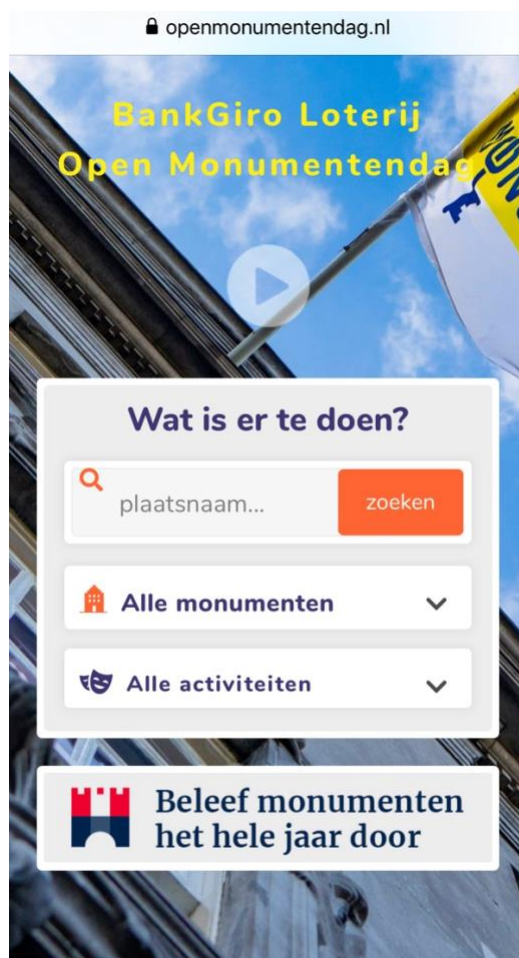 openmonumentendag.nl
BankGiro Loterij
Open Monumentendag
Wat is er te doen?
plaatsnaam...
zoeken
Alle monumenten
Alle activiteiten
Beleef monumenten
het hele jaar door